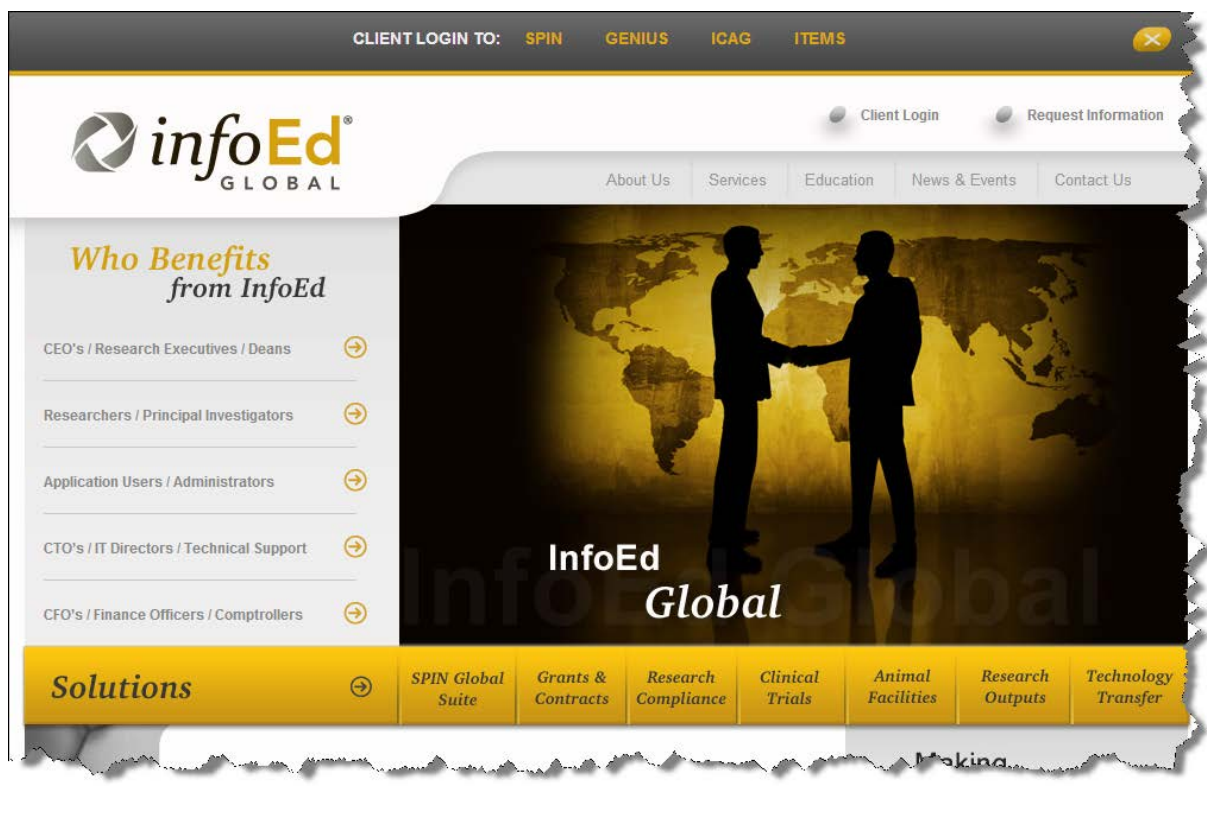 CLIENT LOGIN TO: SPIN GENIUS ICAG ITEMS
infoEd®
GLOBAL
Client Login Request Information
About Us Services Education News & Events Contact Us
Who Benefits
from InfoEd
CEO's / Research Executives / Deans
Researchers / Principal Investigators
Application Users / Administrators
CTO's / IT Directors / Technical Support
CFO's / Finance Officers / Comptrollers
InfoEd Global
InfoEd
Global
Solutions
SPIN Global
Suite
Grants &
Contracts
Research
Compliance
Clinical
Trials
Animal
Facilities
Research
Outputs
Technology
Transfer
Making